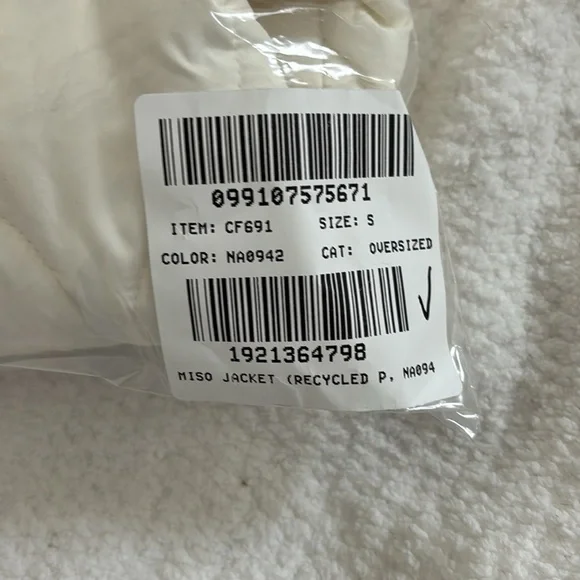 099107575671
ITEM: CF691 SIZE: S
COLOR: NA0942 CAT: OVERSIZED
1921364798
MISO JACKET (RECYCLED P, NA094